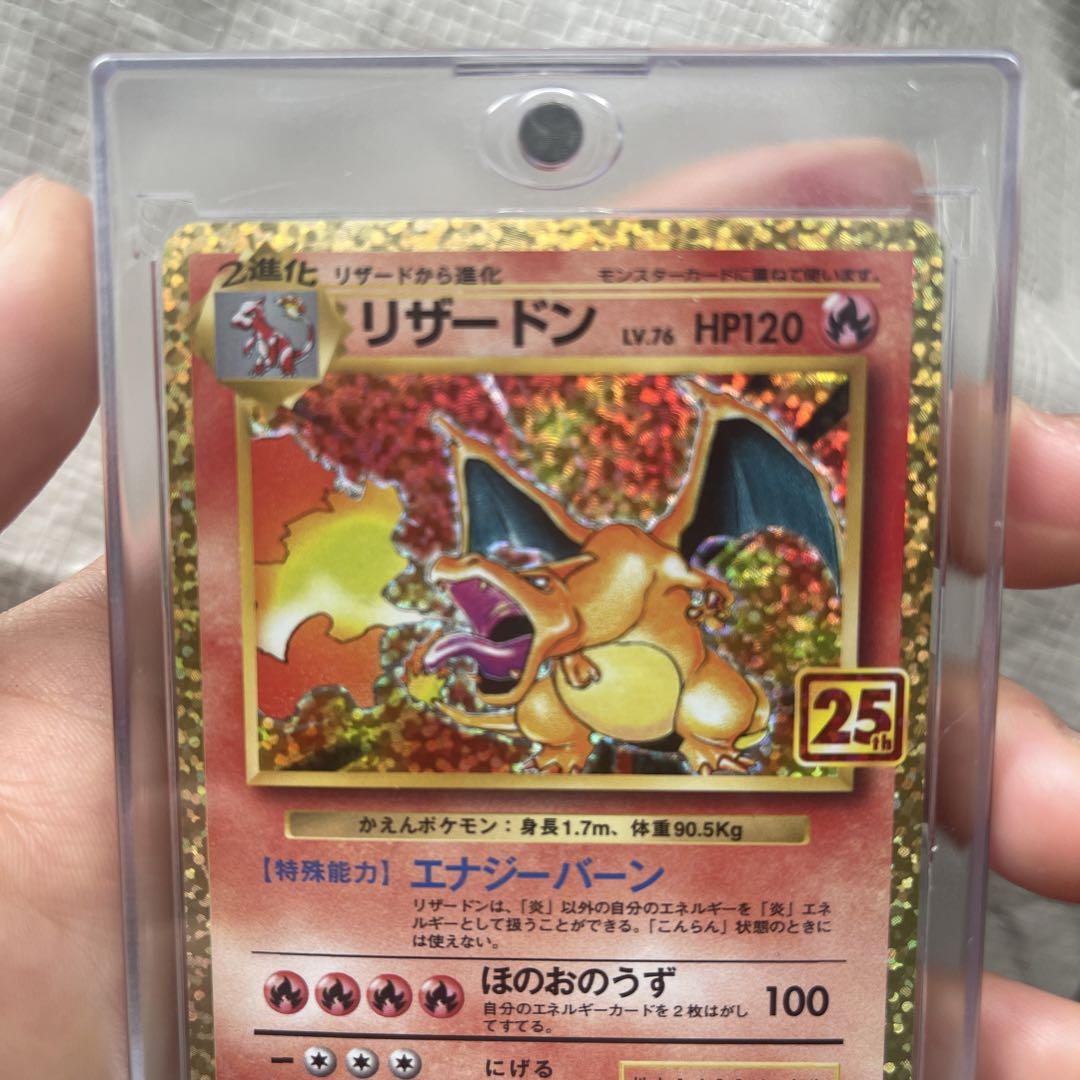 2進化 リザードから進化 モンスターカードに重ねて使います。
リザードン LV.76 HP120
25th
かえんポケモン：身長1.7m、体重90.5Kg
【特殊能力】 エナジーバーン
リザードンは、「炎」以外の自分のエネルギーを「炎」エネ
ルギーとして扱うことができる。「こんらん」状態のときに
は使えない。
ほのおのうず 100
自分のエネルギーカードを2枚はがし
てすてる。
にげる